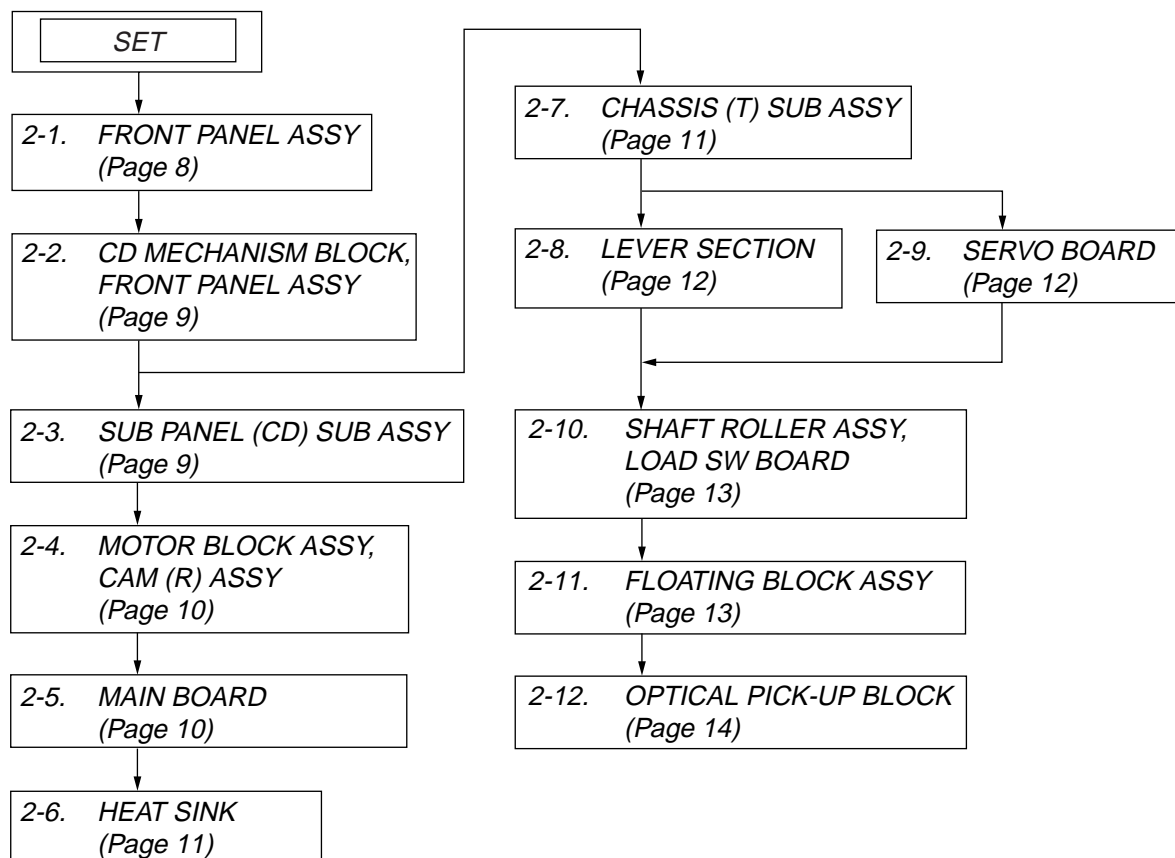 SET
2-1. FRONT PANEL ASSY
(Page 8)
2-2. CD MECHANISM BLOCK,
FRONT PANEL ASSY
(Page 9)
2-3. SUB PANEL (CD) SUB ASSY
(Page 9)
2-4. MOTOR BLOCK ASSY,
CAM (R) ASSY
(Page 10)
2-5. MAIN BOARD
(Page 10)
2-6. HEAT SINK
(Page 11)
2-7. CHASSIS (T) SUB ASSY
(Page 11)
2-8. LEVER SECTION
(Page 12)
2-9. SERVO BOARD
(Page 12)
2-10. SHAFT ROLLER ASSY,
LOAD SW BOARD
(Page 13)
2-11. FLOATING BLOCK ASSY
(Page 13)
2-12. OPTICAL PICK-UP BLOCK
(Page 14)